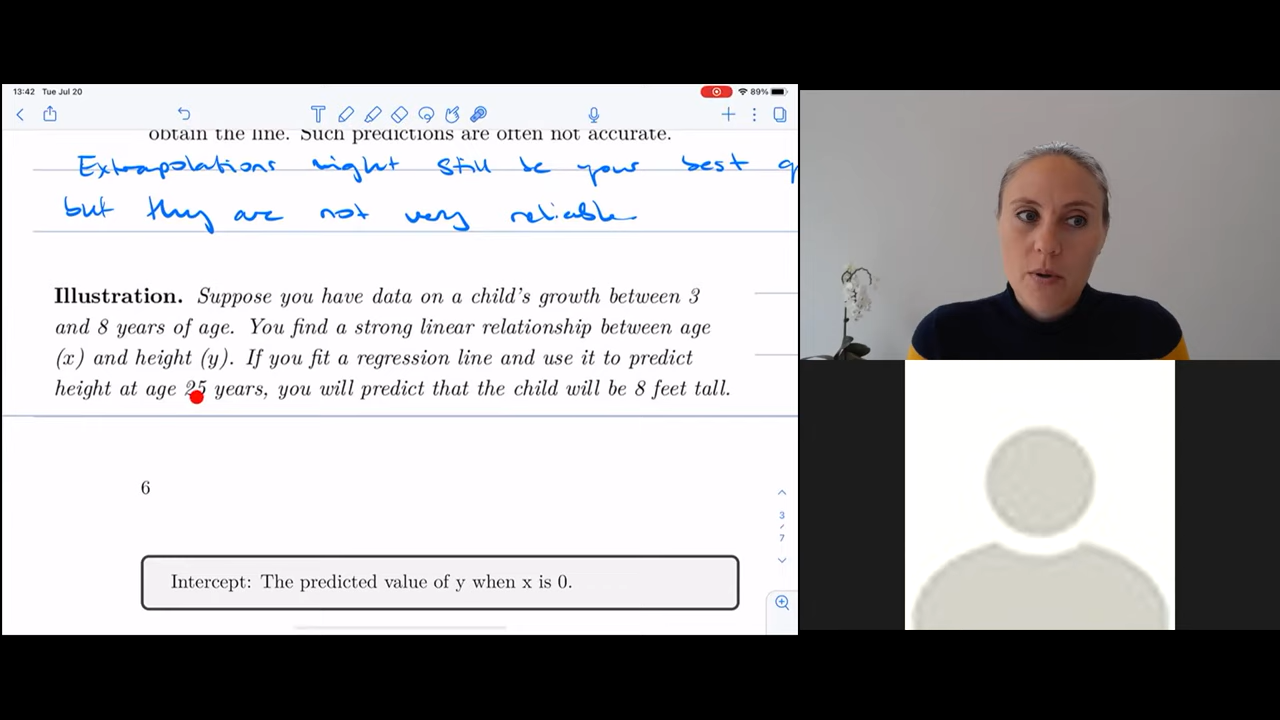 13:42 Tue Jul 20
89%
obtain the line. Such predictions are often not accurate.
Extrapolations might still be your best
but they are not very reliable
Illustration. Suppose you have data on a child's growth between 3
and 8 years of age. You find a strong linear relationship between age
(x) and height (y). If you fit a regression line and use it to predict
height at age 25 years, you will predict that the child will be 8 feet tall.
6
3
/
7
Intercept: The predicted value of y when x is 0.